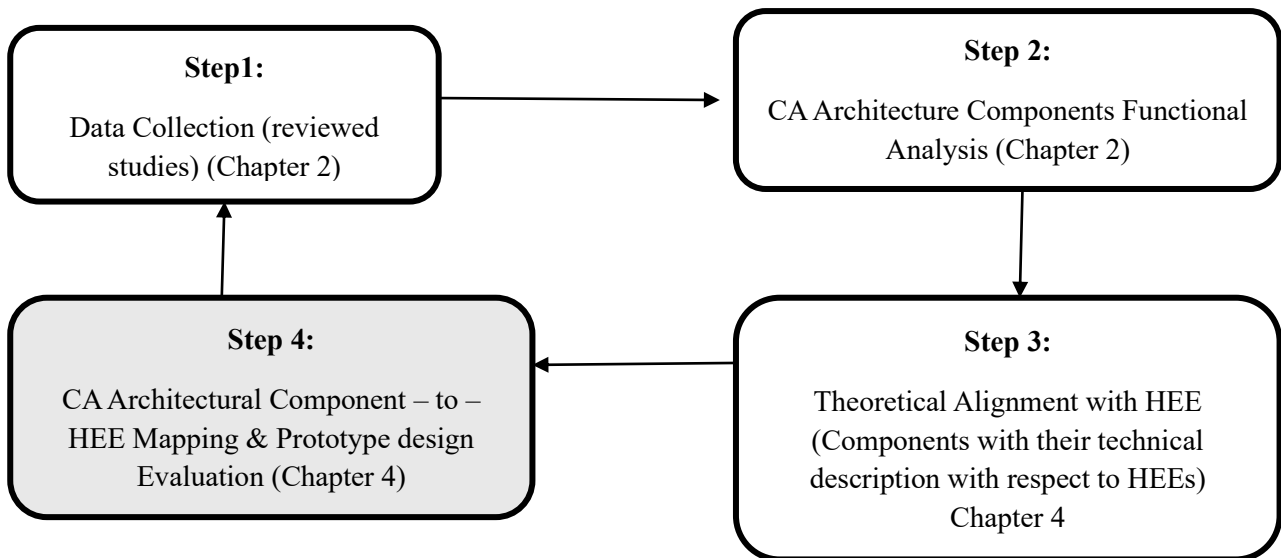 Step1:
Data Collection (reviewed
studies) (Chapter 2)
Step 2:
CA Architecture Components Functional
Analysis (Chapter 2)
Step 4:
CA Architectural Component – to –
HEE Mapping & Prototype design
Evaluation (Chapter 4)
Step 3:
Theoretical Alignment with HEE
(Components with their technical
description with respect to HEEs)
Chapter 4